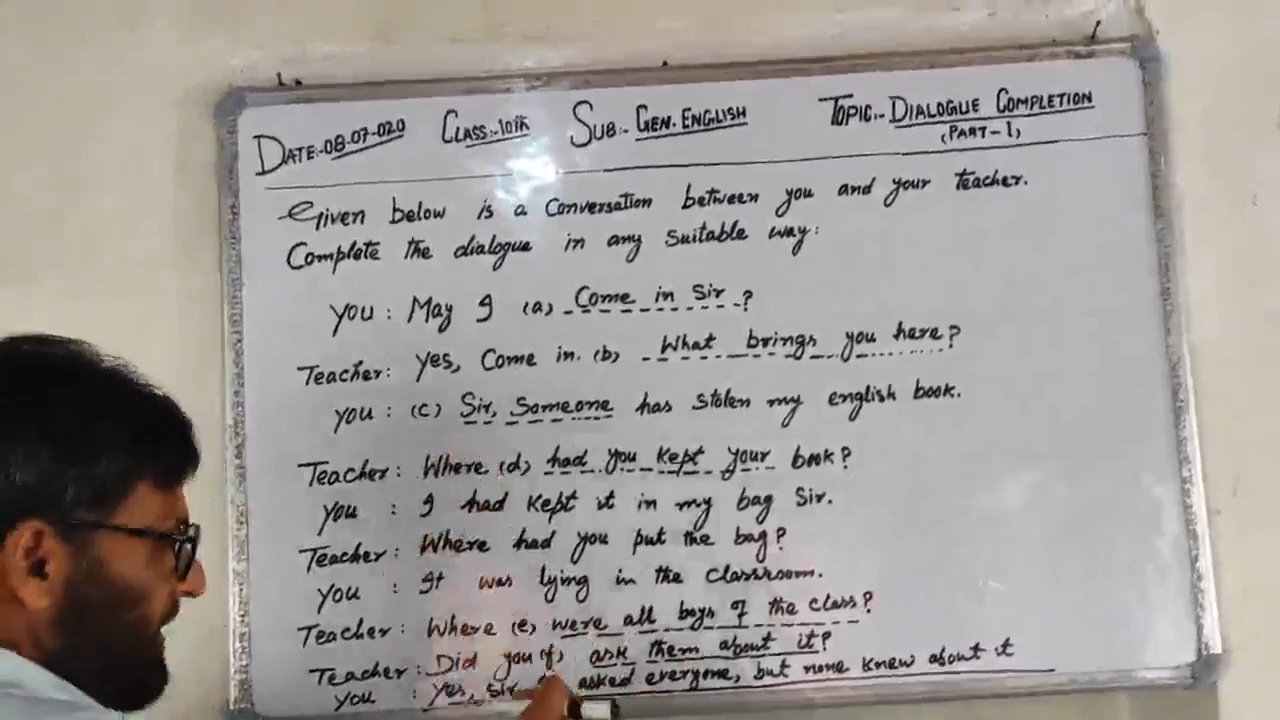 DATE:-08-07-020 CLASS:-10th SUB:- GEN. ENGLISH TOPIC:- DIALOGUE COMPLETION
(PART-1)
Given below is a Conversation between you and your Teacher.
Complete the dialogue in any Suitable way:
you: May I (a) Come in Sir ?
Teacher: yes, Come in. (b) What brings you here?
you: (c) Sir, Someone has stolen my english book.
Teacher: Where (d) had you kept your book?
you : I had kept it in my bag Sir.
Teacher: Where had you put the bag?
you : It was lying in the Classroom.
Teacher: Where (e) were all boys of the class?
Teacher: Did you (f) ask them about it?
you : Yes, Sir asked everyone, but none knew about it